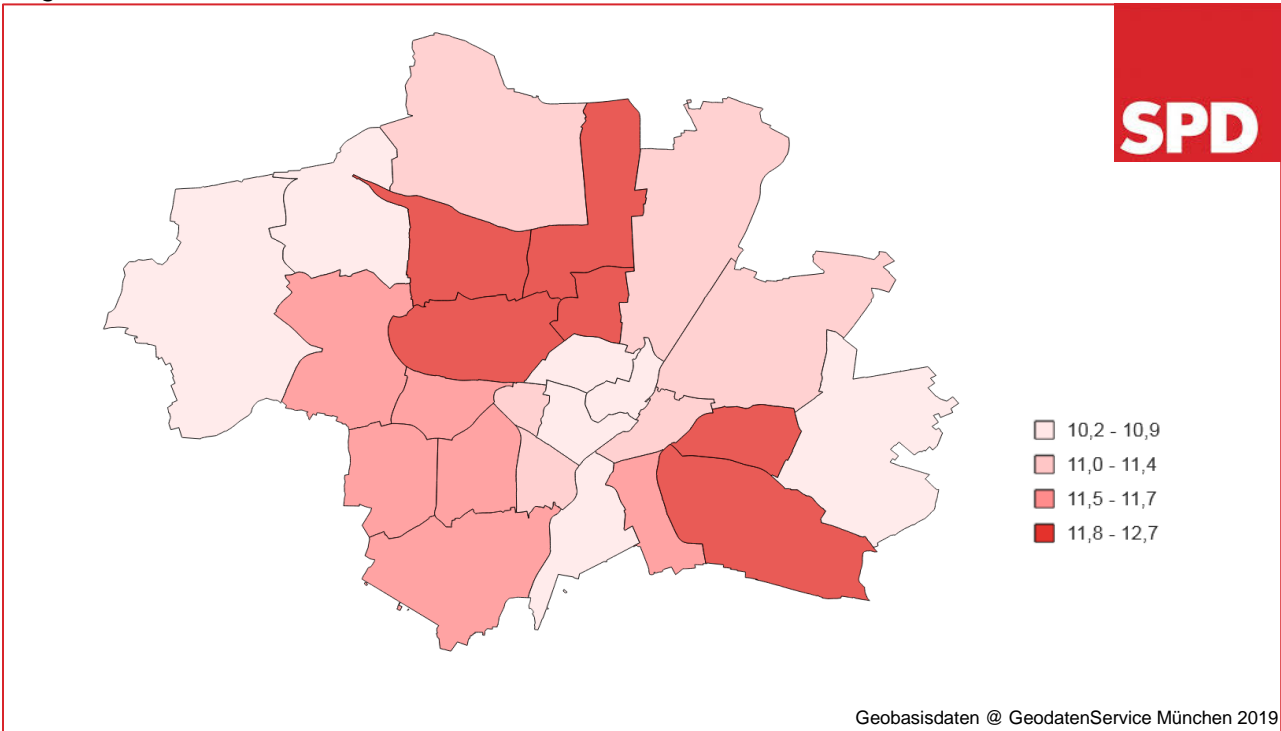 SPD
10,2 - 10,9
11,0 - 11,4
11,5 - 11,7
11,8 - 12,7
Geobasisdaten @ GeodatenService München 2019